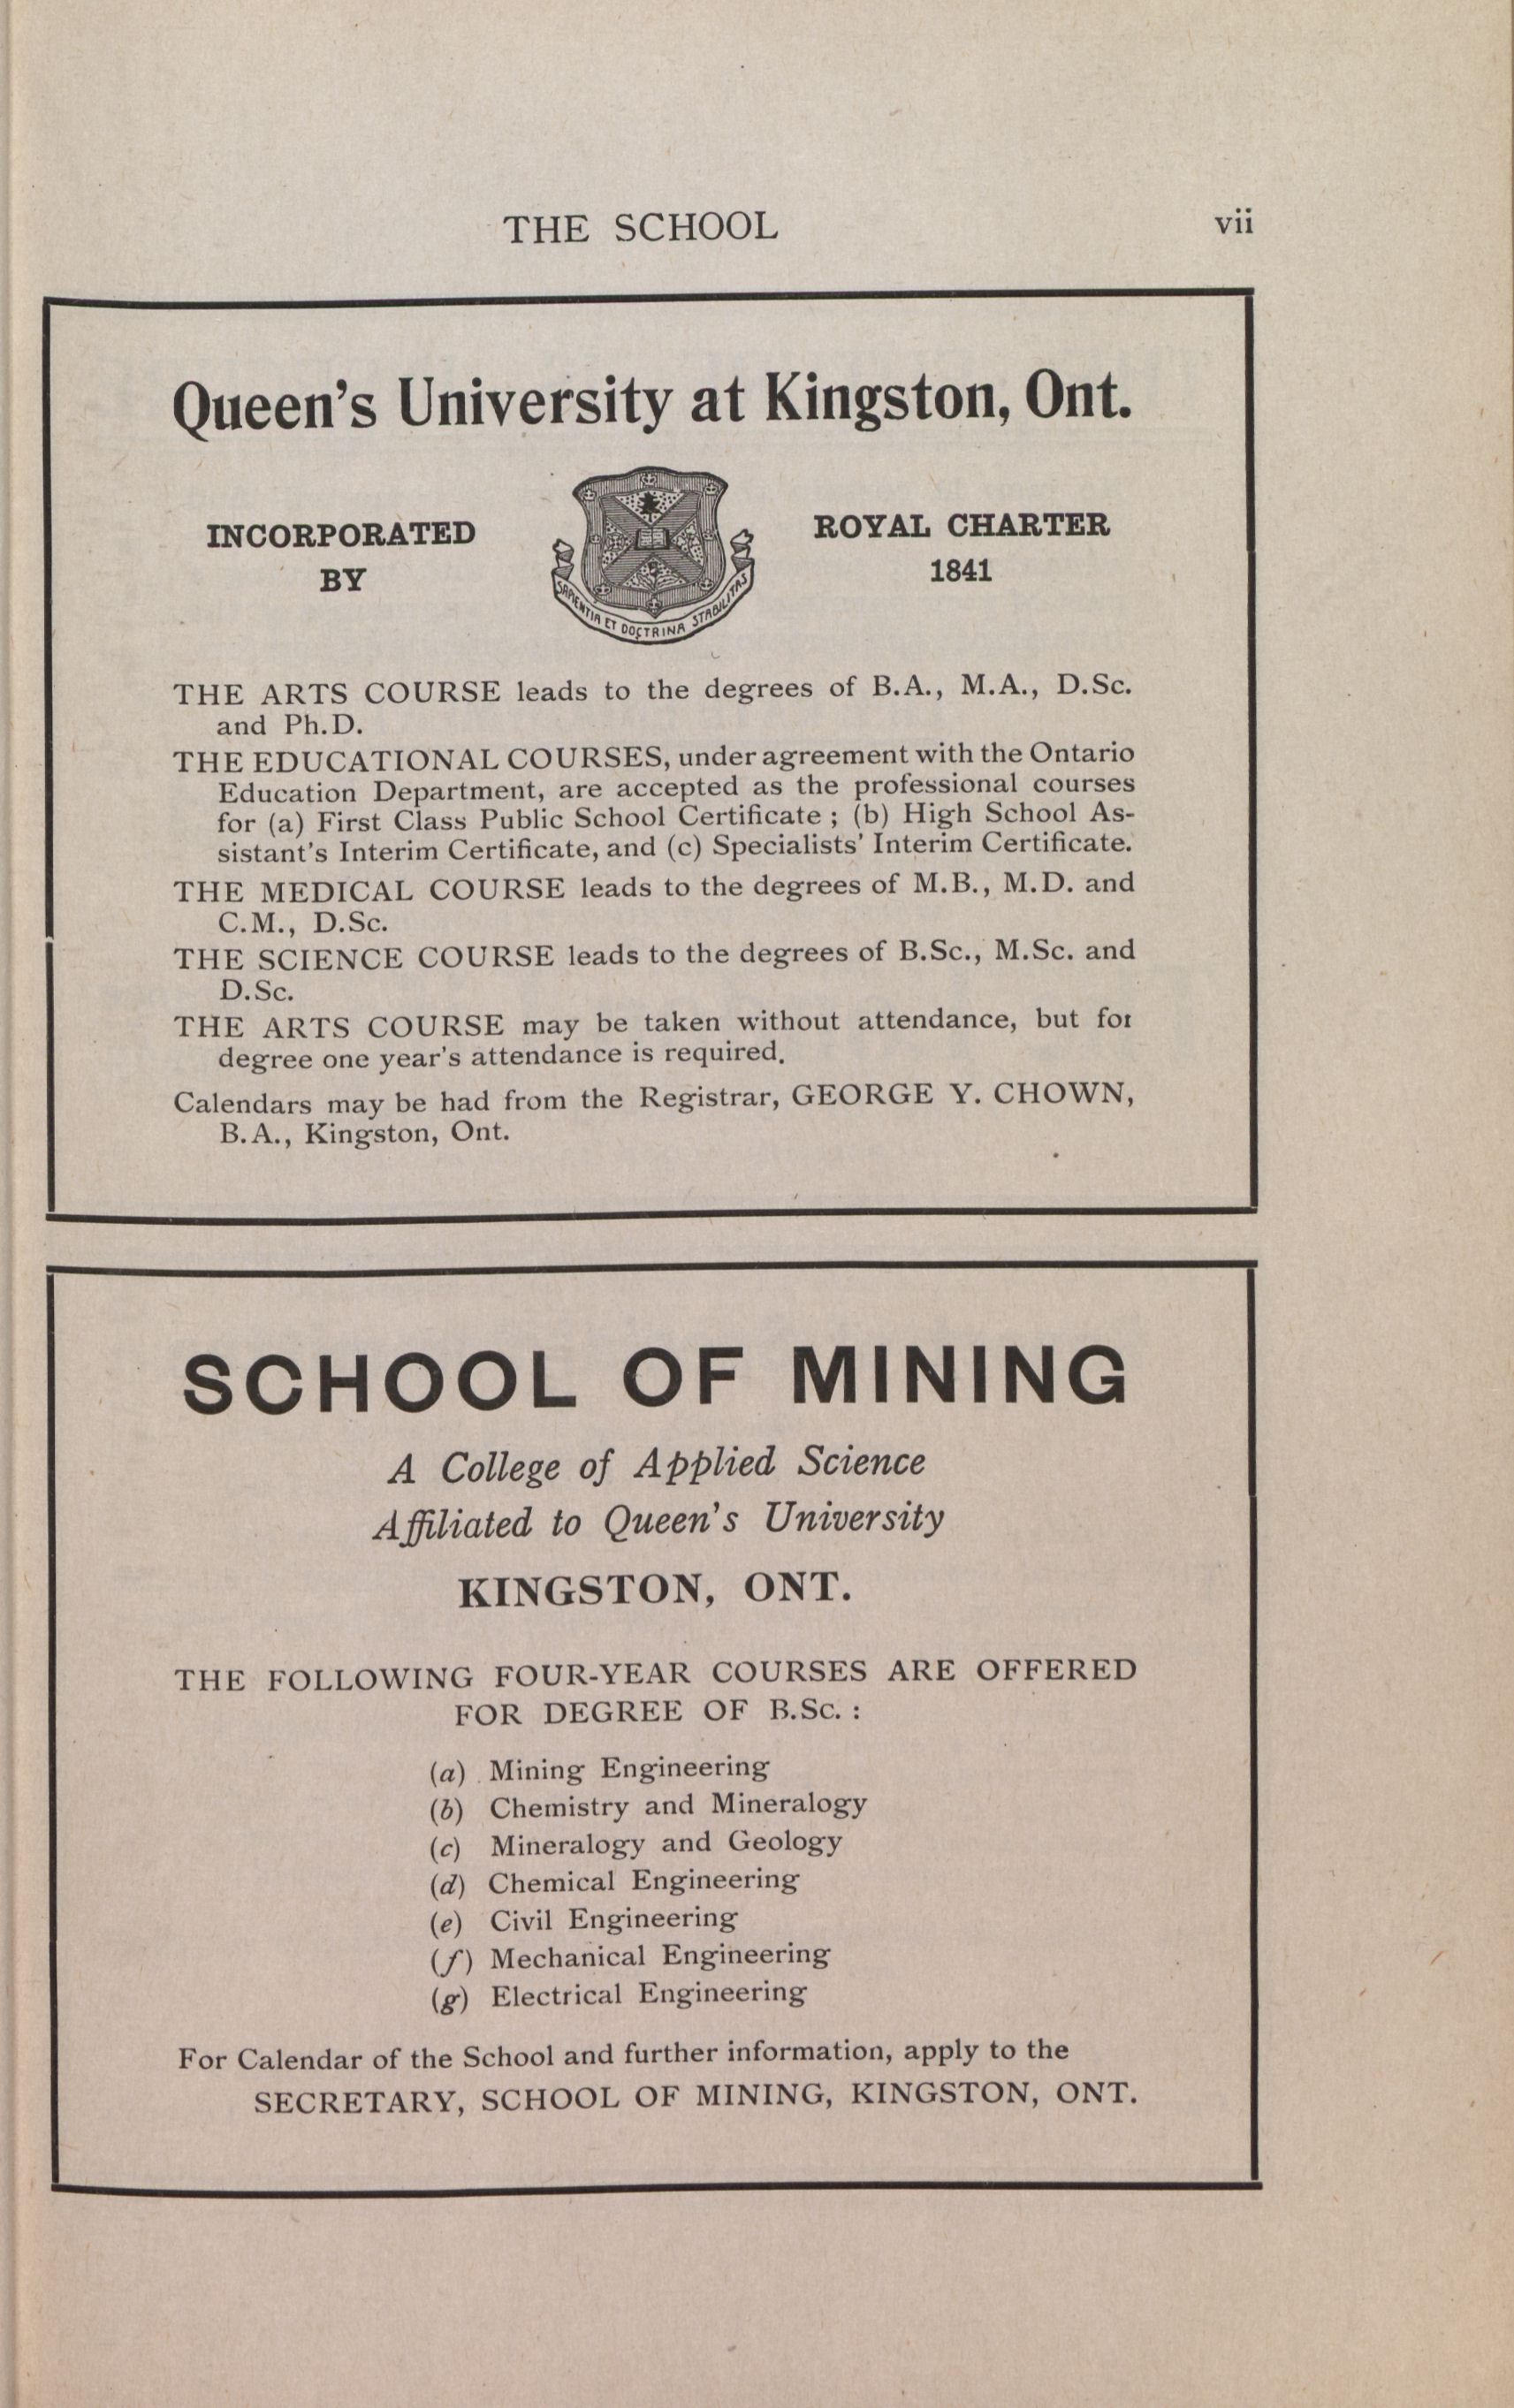 THE SCHOOL vii
Queen's University at Kingston, Ont.
INCORPORATED
BY
SAPIENTIA ET DOCTRINA STABILITAS
ROYAL CHARTER
1841
THE ARTS COURSE leads to the degrees of B.A., M.A., D.Sc.
and Ph.D.
THE EDUCATIONAL COURSES, under agreement with the Ontario
Education Department, are accepted as the professional courses
for (a) First Class Public School Certificate ; (b) High School As-
sistant's Interim Certificate, and (c) Specialists' Interim Certificate.
THE MEDICAL COURSE leads to the degrees of M.B., M.D. and
C.M., D.Sc.
THE SCIENCE COURSE leads to the degrees of B.Sc., M.Sc. and
D.Sc.
THE ARTS COURSE may be taken without attendance, but for
degree one year's attendance is required.
Calendars may be had from the Registrar, GEORGE Y. CHOWN,
B.A., Kingston, Ont.
SCHOOL OF MINING
A College of Applied Science
Affiliated to Queen's University
KINGSTON, ONT.
THE FOLLOWING FOUR-YEAR COURSES ARE OFFERED
FOR DEGREE OF B.Sc. :
(a) Mining Engineering
(b) Chemistry and Mineralogy
(c) Mineralogy and Geology
(d) Chemical Engineering
(e) Civil Engineering
(f) Mechanical Engineering
(g) Electrical Engineering
For Calendar of the School and further information, apply to the
SECRETARY, SCHOOL OF MINING, KINGSTON, ONT.